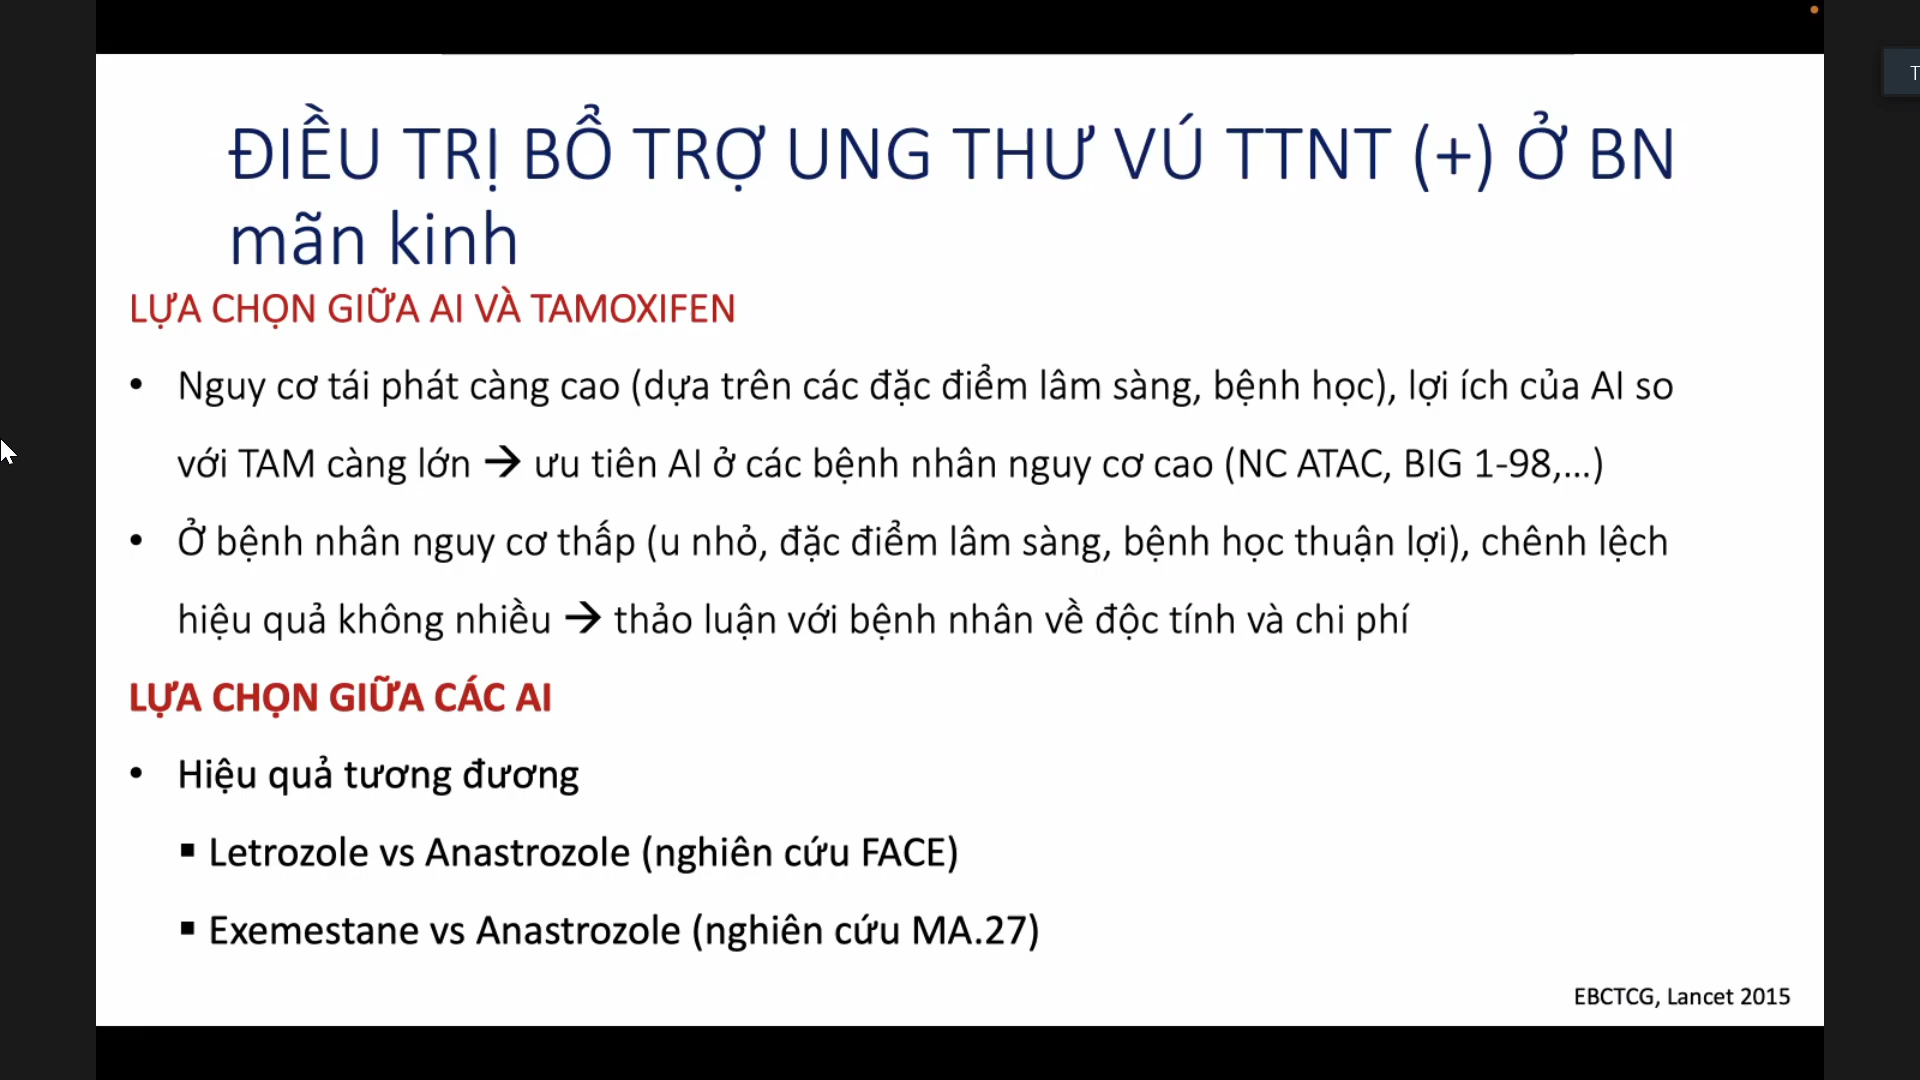 ĐIỀU TRỊ BỔ TRỢ UNG THƯ VÚ TTNT (+) Ở BN
mãn kinh
LỰA CHỌN GIỮA AI VÀ TAMOXIFEN
• Nguy cơ tái phát càng cao (dựa trên các đặc điểm lâm sàng, bệnh học), lợi ích của AI so
với TAM càng lớn → ưu tiên AI ở các bệnh nhân nguy cơ cao (NC ATAC, BIG 1-98,...)
• Ở bệnh nhân nguy cơ thấp (u nhỏ, đặc điểm lâm sàng, bệnh học thuận lợi), chênh lệch
hiệu quả không nhiều → thảo luận với bệnh nhân về độc tính và chi phí
LỰA CHỌN GIỮA CÁC AI
• Hiệu quả tương đương
▪ Letrozole vs Anastrozole (nghiên cứu FACE)
▪ Exemestane vs Anastrozole (nghiên cứu MA.27)
EBCTCG, Lancet 2015